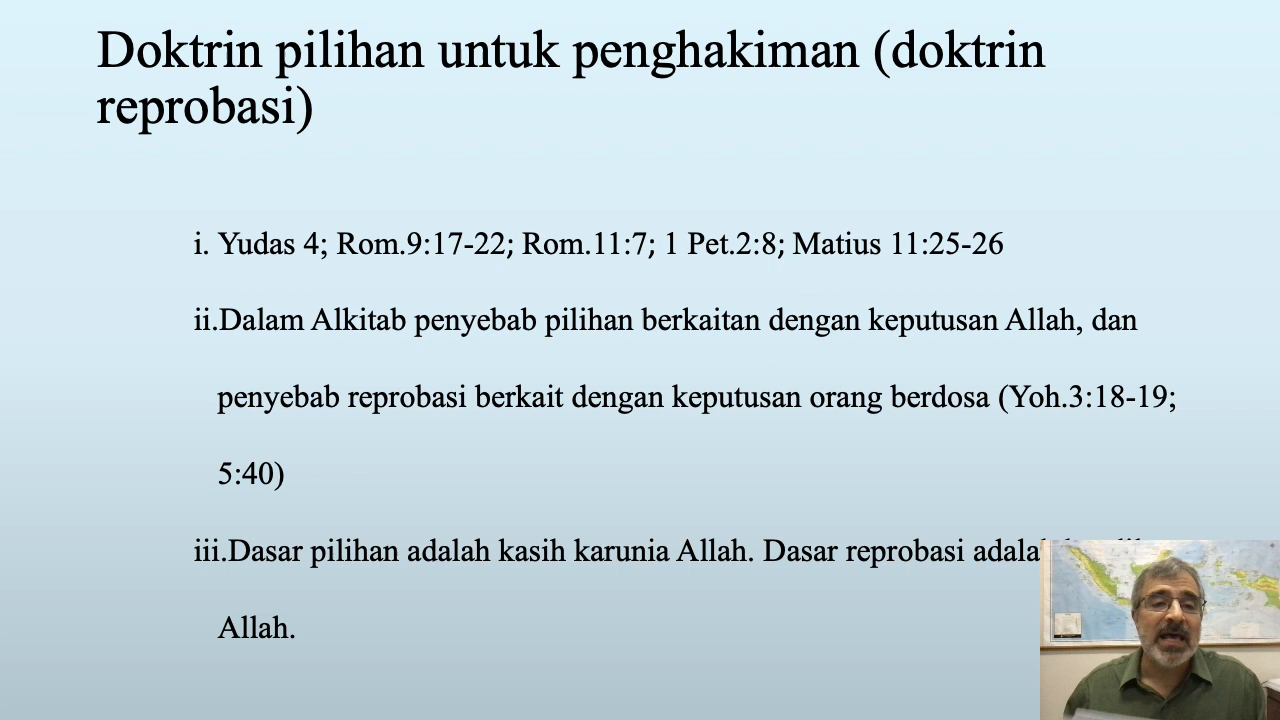 Doktrin pilihan untuk penghakiman (doktrin
reprobasi)
i. Yudas 4; Rom.9:17-22; Rom.11:7; 1 Pet.2:8; Matius 11:25-26
ii.Dalam Alkitab penyebab pilihan berkaitan dengan keputusan Allah, dan
penyebab reprobasi berkait dengan keputusan orang berdosa (Yoh.3:18-19;
5:40)
iii.Dasar pilihan adalah kasih karunia Allah. Dasar reprobasi
Allah.